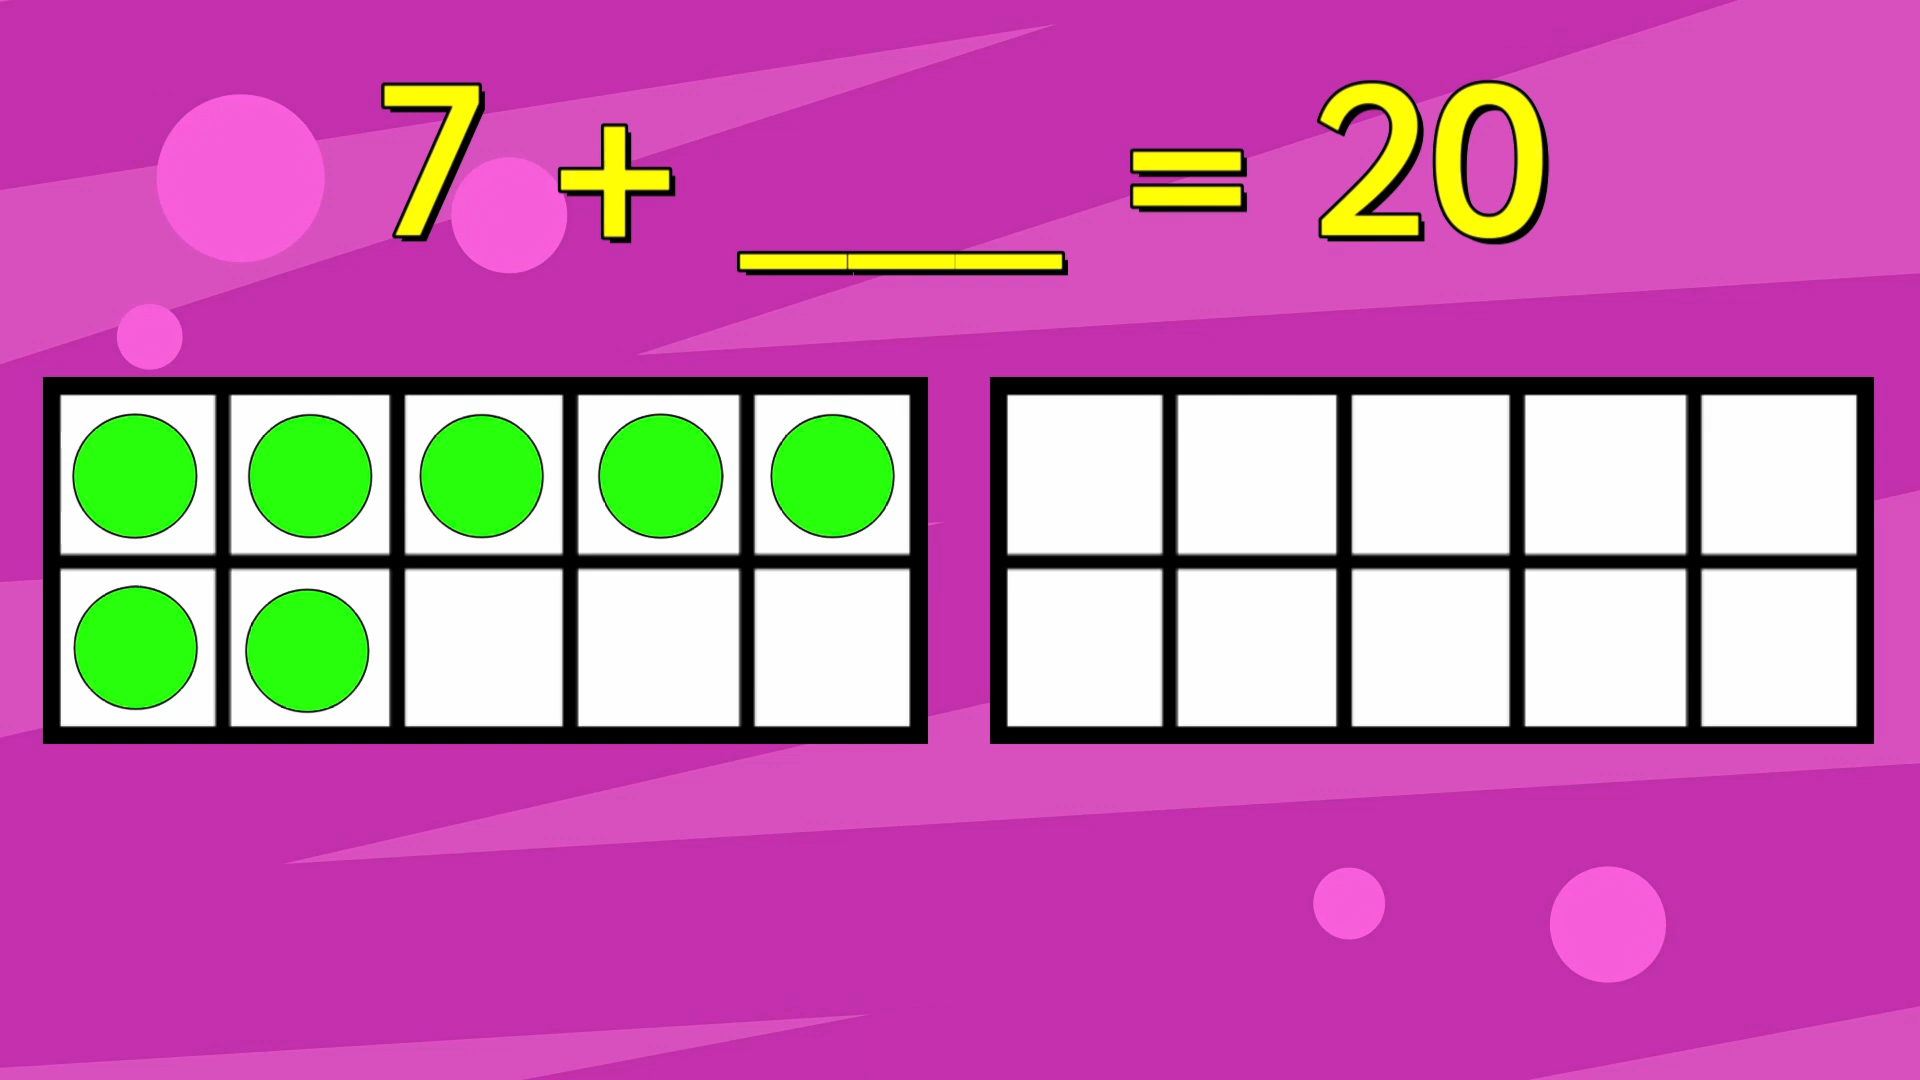 7 + ___ = 20